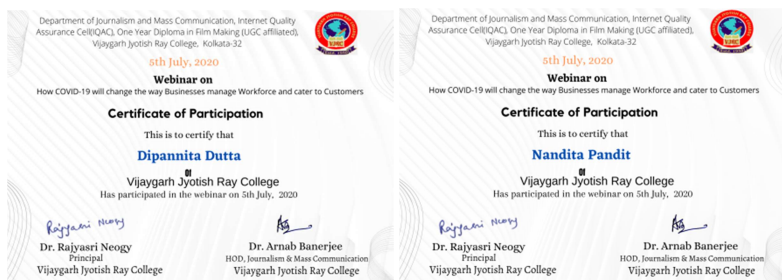 Department of Journalism and Mass Communication, Internet Quality
Assurance Cell(IQAC), One Year Diploma in Film Making (UGC affiliated),
Vijaygarh Jyotish Ray College, Kolkata-32
5th July, 2020
Webinar on
How COVID-19 will change the way Businesses manage Workforce and cater to Customers
Certificate of Participation
This is to certify that
Dipannita Dutta
Of
Vijaygarh Jyotish Ray College
Has participated in the webinar on 5th July, 2020
Rajyasri Neogy
Dr. Rajyasri Neogy
Principal
Vijaygarh Jyotish Ray College
Dr. Arnab Banerjee
HOD, Journalism & Mass Communication
Vijaygarh Jyotish Ray College
Department of Journalism and Mass Communication, Internet Quality
Assurance Cell(IQAC), One Year Diploma in Film Making (UGC affiliated),
Vijaygarh Jyotish Ray College, Kolkata-32
5th July, 2020
Webinar on
How COVID-19 will change the way Businesses manage Workforce and cater to Customers
Certificate of Participation
This is to certify that
Nandita Pandit
Of
Vijaygarh Jyotish Ray College
Has participated in the webinar on 5th July, 2020
Rajyasri Neogy
Dr. Rajyasri Neogy
Principal
Vijaygarh Jyotish Ray College
Dr. Arnab Banerjee
HOD, Journalism & Mass Communication
Vijaygarh Jyotish Ray College